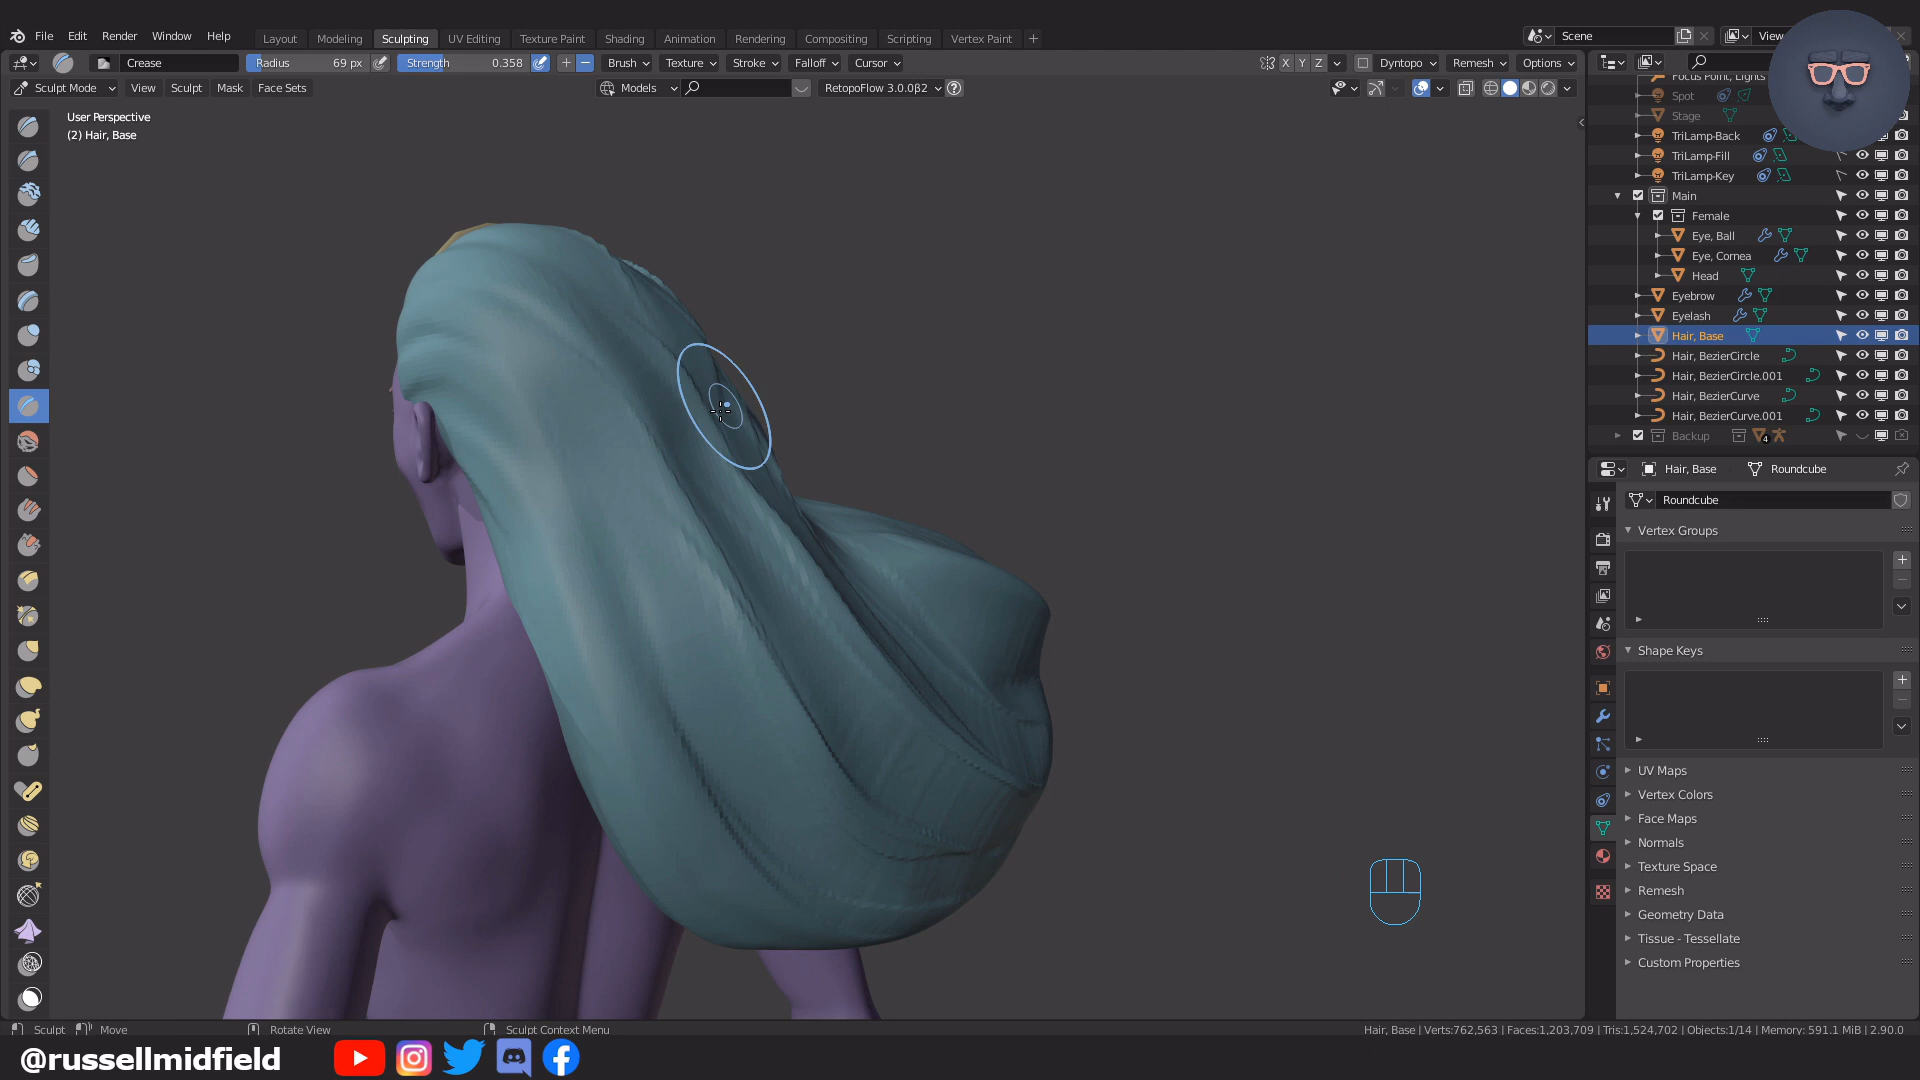 File Edit Render Window Help Layout Modeling Sculpting UV Editing Texture Paint Shading Animation Rendering Compositing Scripting Vertex Paint + Scene View
Crease Radius 69 px Strength 0.358 Brush Texture Stroke Falloff Cursor X Y Z Dyntopo Remesh Options
Sculpt Mode View Sculpt Mask Face Sets Models RetopoFlow 3.0.0β2
User Perspective
(2) Hair, Base
Focus Point, Lights
Spot
Stage
TriLamp-Back
TriLamp-Fill
TriLamp-Key
Main
Female
Eye, Ball
Eye, Cornea
Head
Eyebrow
Eyelash
Hair, Base
Hair, BezierCircle
Hair, BezierCircle.001
Hair, BezierCurve
Hair, BezierCurve.001
Backup 4
Hair, Base Roundcube
Roundcube
Vertex Groups
Shape Keys
UV Maps
Vertex Colors
Face Maps
Normals
Texture Space
Remesh
Geometry Data
Tissue - Tessellate
Custom Properties
Sculpt Move Rotate View Sculpt Context Menu Hair, Base | Verts:762,563 | Faces:1,203,709 | Tris:1,524,702 | Objects:1/14 | Memory: 591.1 MiB | 2.90.0
@russellmidfield